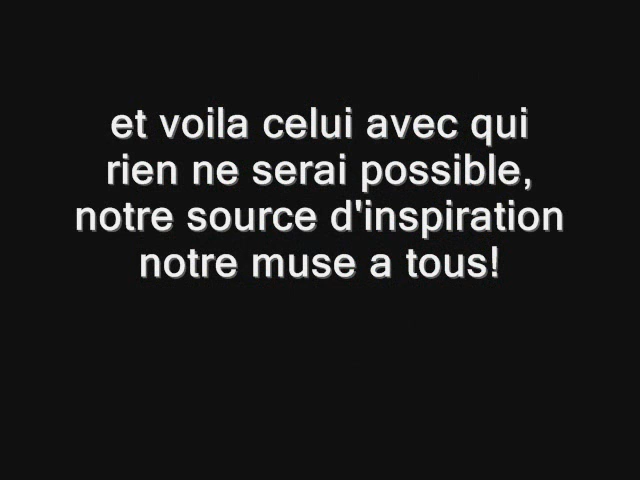 et voila celui avec qui
rien ne serai possible,
notre source d'inspiration
notre muse a tous!